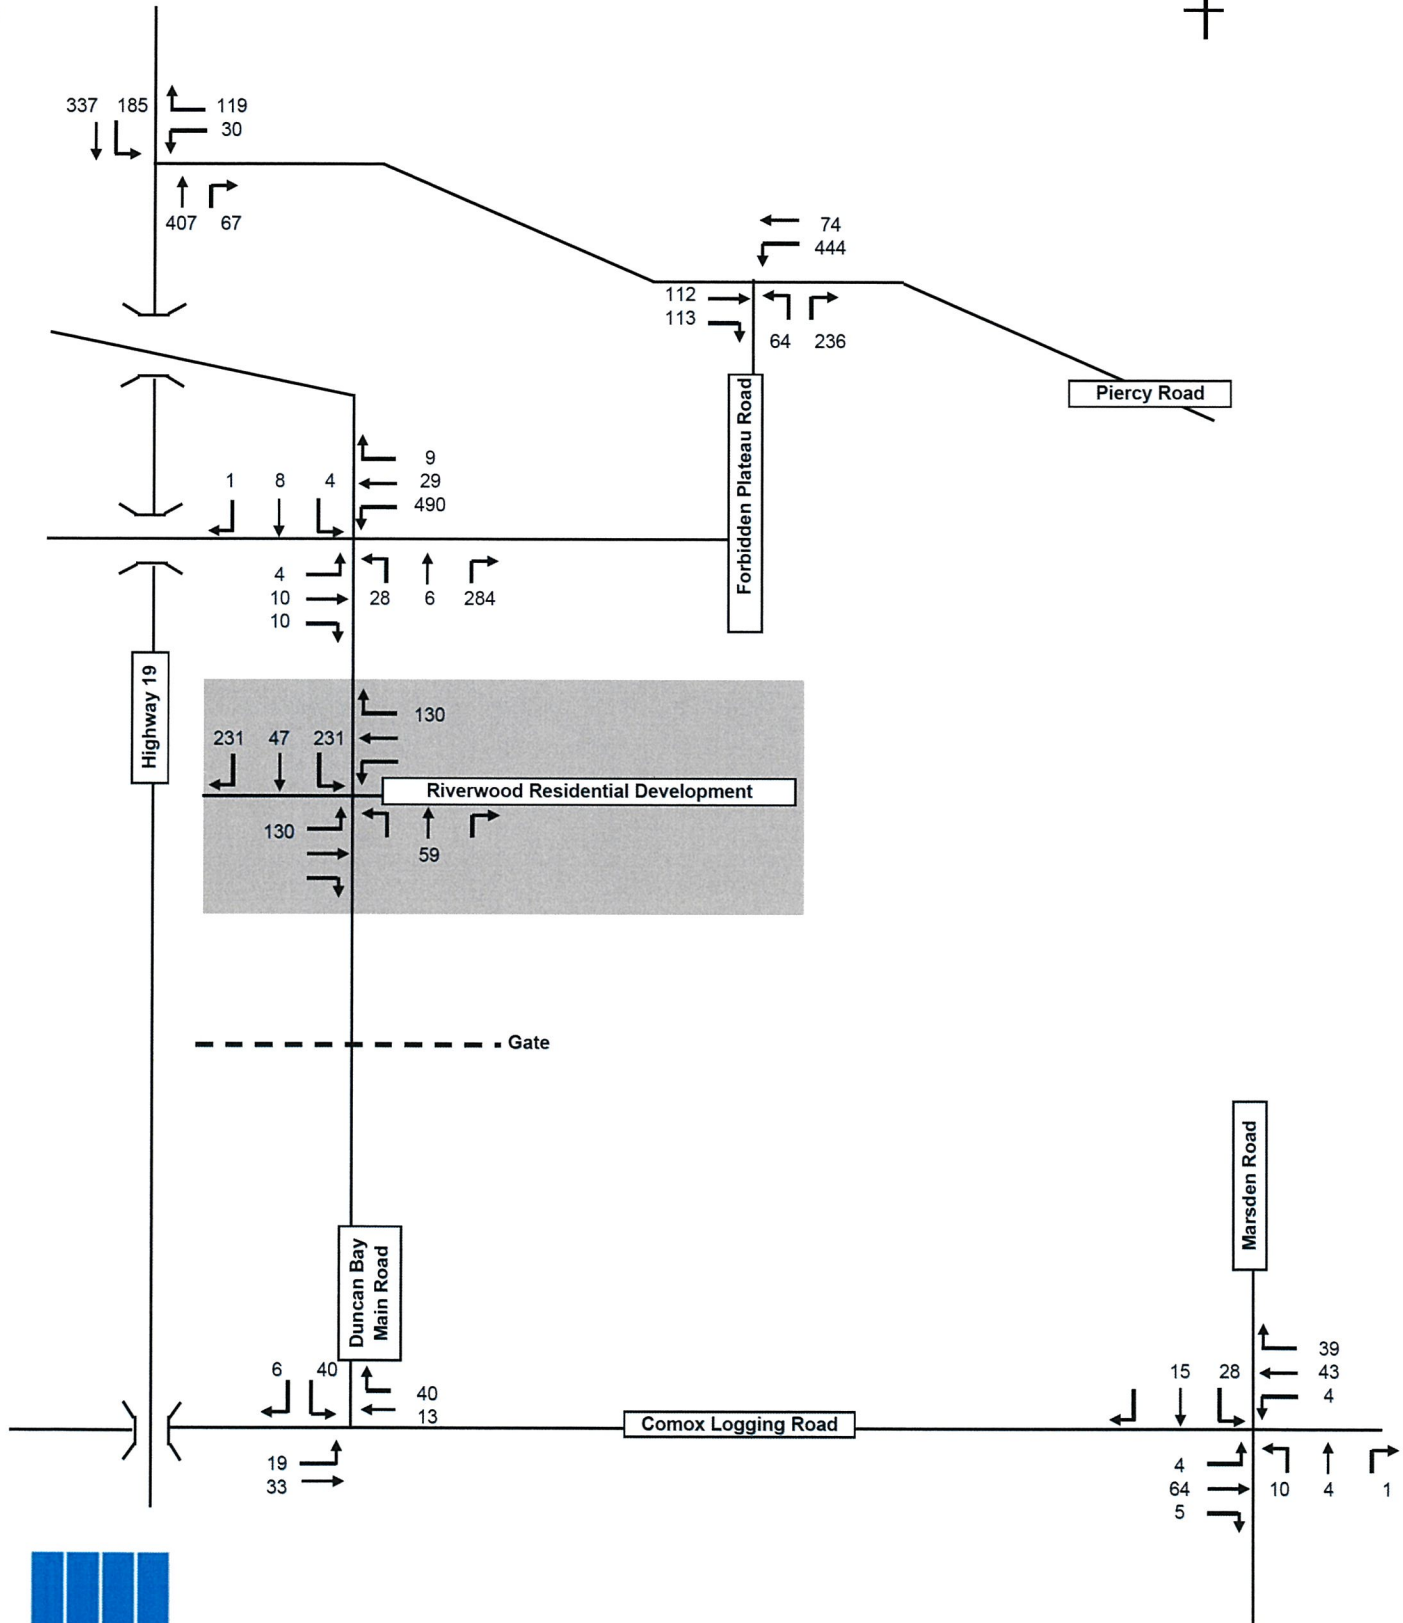 337 185 119
30
407 67
74
444
112
113
64 236
Piercy Road
Forbidden Plateau Road
9
1 8 4 29
490
4
10 28 6 284
10
Highway 19
130
231 47 231
Riverwood Residential Development
130
59
Gate
Marsden Road
Duncan Bay
Main Road
39
6 40 15 28 43
40 4
13
Comox Logging Road
19 4
33 64 10 4 1
5